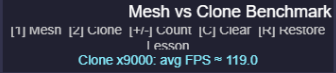 Mesh vs Clone Benchmark
[1] Mesh [2] Clone [+/-] Count [C] Clear [R] Restore
Lesson
Clone x9000: avg FPS ≈ 119.0